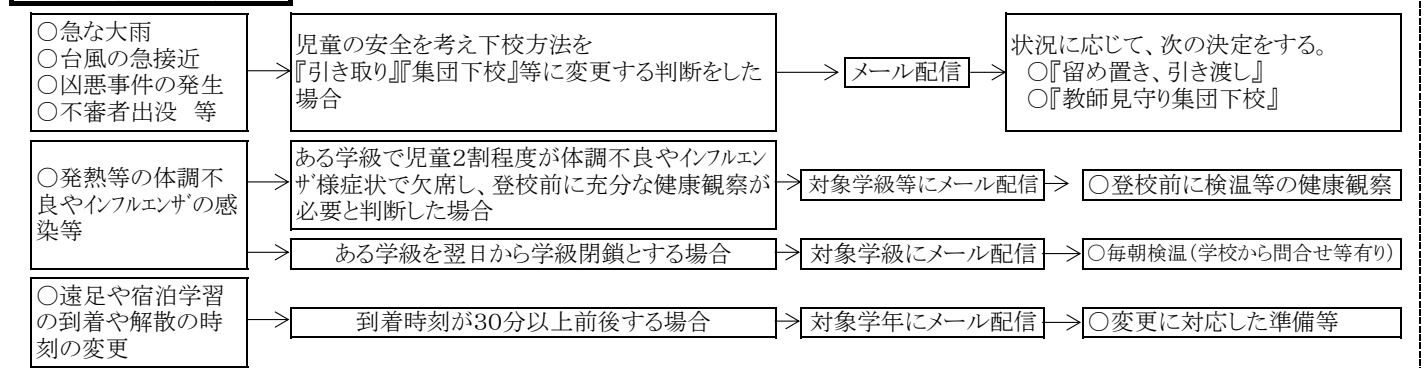 ○急な大雨
○台風の急接近
○凶悪事件の発生
○不審者出没　等
児童の安全を考え下校方法を
『引き取り』『集団下校』等に変更する判断をした
場合
メール配信
状況に応じて、次の決定をする。
○『留め置き、引き渡し』
○『教師見守り集団下校』
○発熱等の体調不
良やインフルエンザの感
染等
ある学級で児童2割程度が体調不良やインフルエン
ザ様症状で欠席し、登校前に充分な健康観察が
必要と判断した場合
対象学級等にメール配信
○登校前に検温等の健康観察
ある学級を翌日から学級閉鎖とする場合
対象学級にメール配信
○毎朝検温（学校から問合せ等有り）
○遠足や宿泊学習
の到着や解散の時
刻の変更
到着時刻が30分以上前後する場合
対象学年にメール配信
○変更に対応した準備等